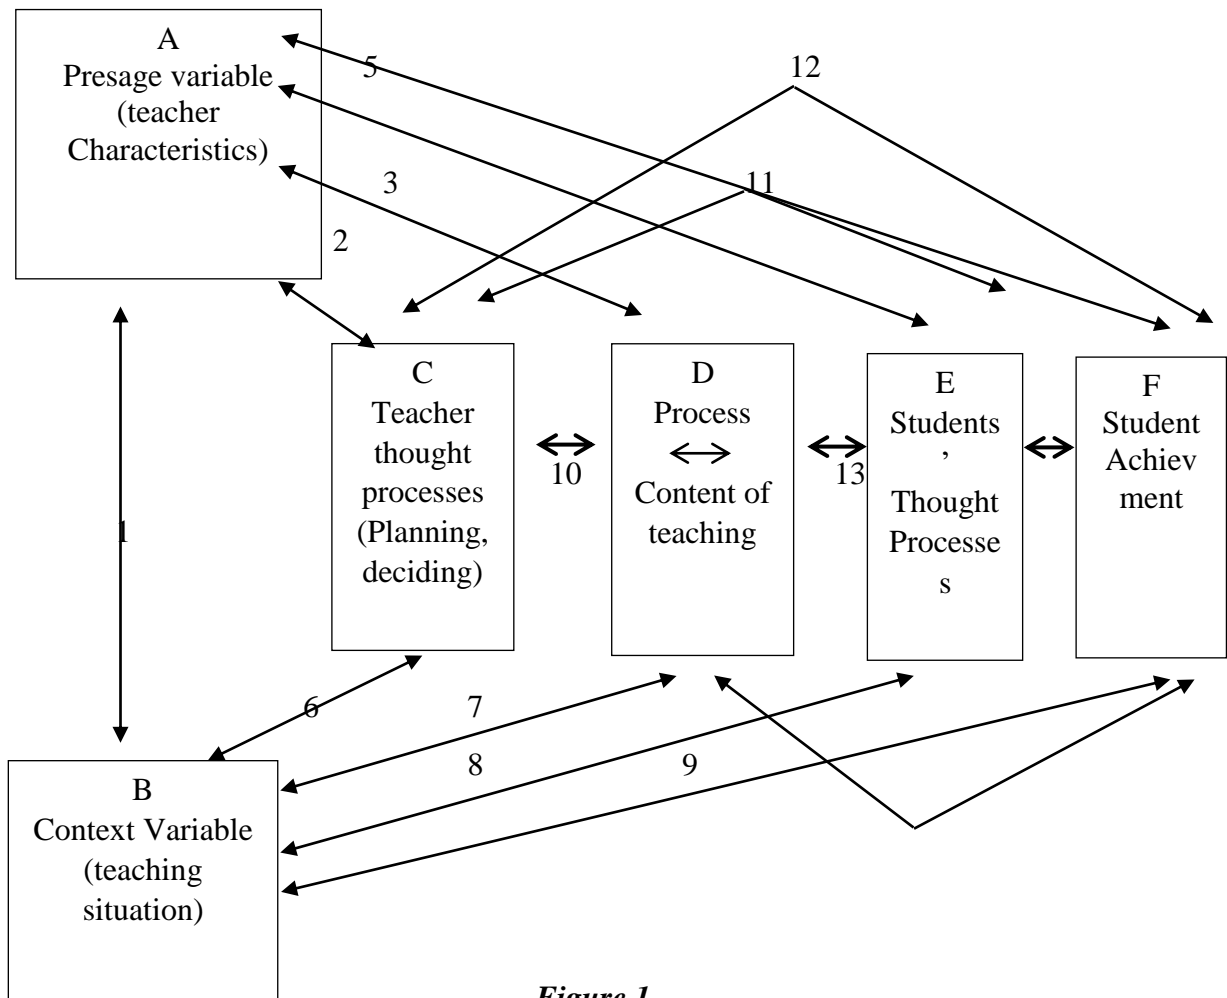 A
Presage variable
(teacher
Characteristics)
5
12
3
11
2
C
Teacher
thought
processes
(Planning,
deciding)
10
D
Process
Content of
teaching
13
E
Students
’
Thought
Processe
s
F
Student
Achiev
ment
1
6
7
8
9
B
Context Variable
(teaching
situation)
Figure 1